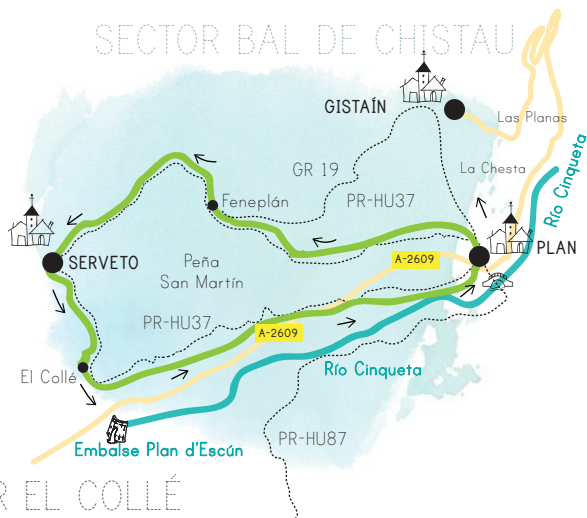 SECTOR BAL DE CHISTAU
GISTAÍN
Las Planas
GR 19
La Chesta
Río Cinqueta
Feneplán
PR-HU37
PLAN
SERVETO
Peña
San Martín
A-2609
PR-HU37
A-2609
El Collé
Río Cinqueta
PR-HU87
Embalse Plan d'Escún
R EL COLLÉ